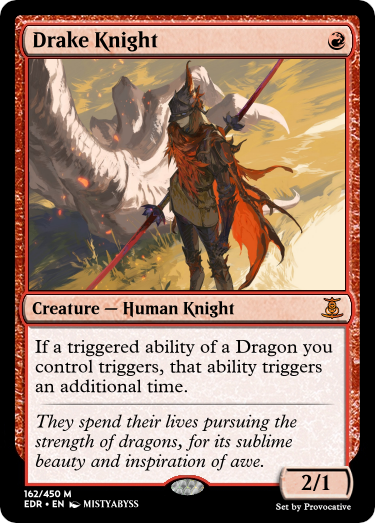 Drake Knight
Creature — Human Knight
If a triggered ability of a Dragon you
control triggers, that ability triggers
an additional time.
They spend their lives pursuing the
strength of dragons, for its sublime
beauty and inspiration of awe.
2/1
162/450 M
EDR • EN MISTYABYSS
Set by Provocative